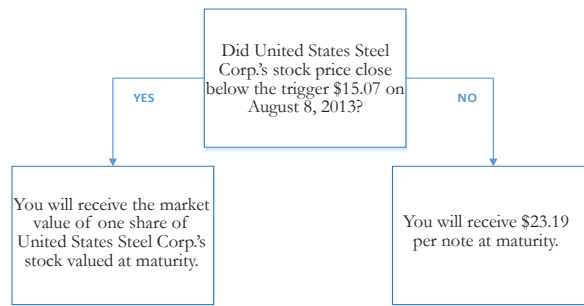 Did United States Steel
Corp.'s stock price close
below the trigger $15.07 on
August 8, 2013?
YES
NO
You will receive the market
value of one share of
United States Steel Corp.'s
stock valued at maturity.
You will receive $23.19
per note at maturity.